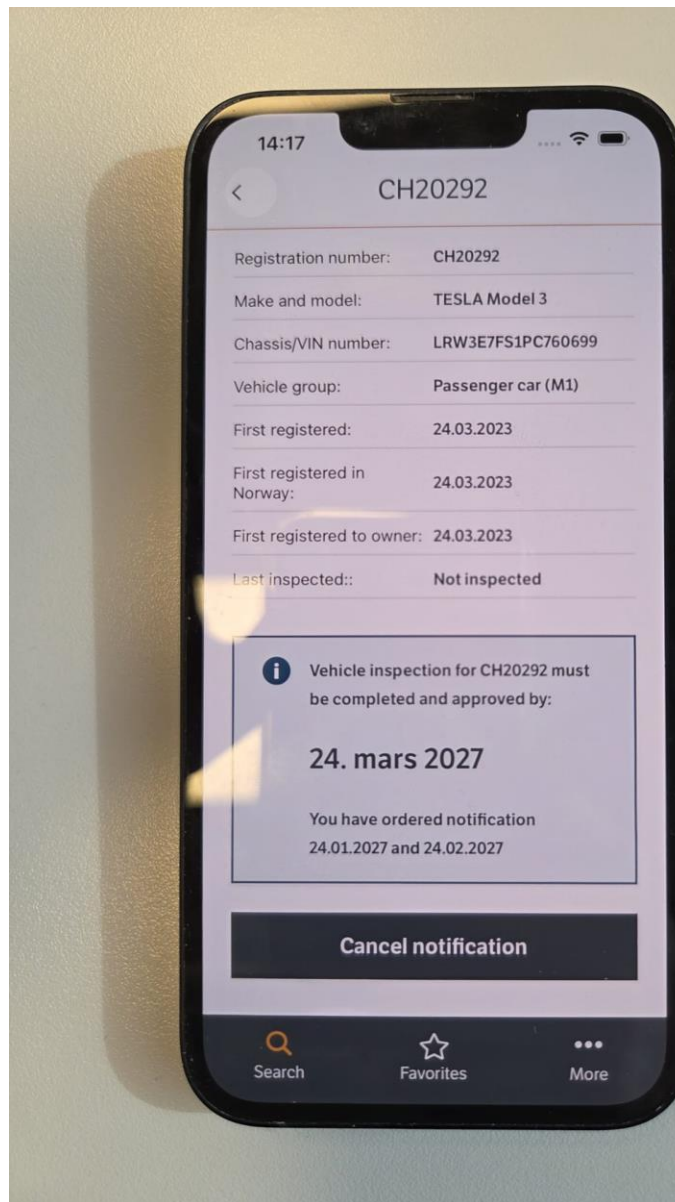 14:17
CH20292
Registration number: CH20292
Make and model: TESLA Model 3
Chassis/VIN number: LRW3E7FS1PC760699
Vehicle group: Passenger car (M1)
First registered: 24.03.2023
First registered in
Norway: 24.03.2023
First registered to owner: 24.03.2023
Last inspected:: Not inspected
Vehicle inspection for CH20292 must
be completed and approved by:
24. mars 2027
You have ordered notification
24.01.2027 and 24.02.2027
Cancel notification
Search Favorites More